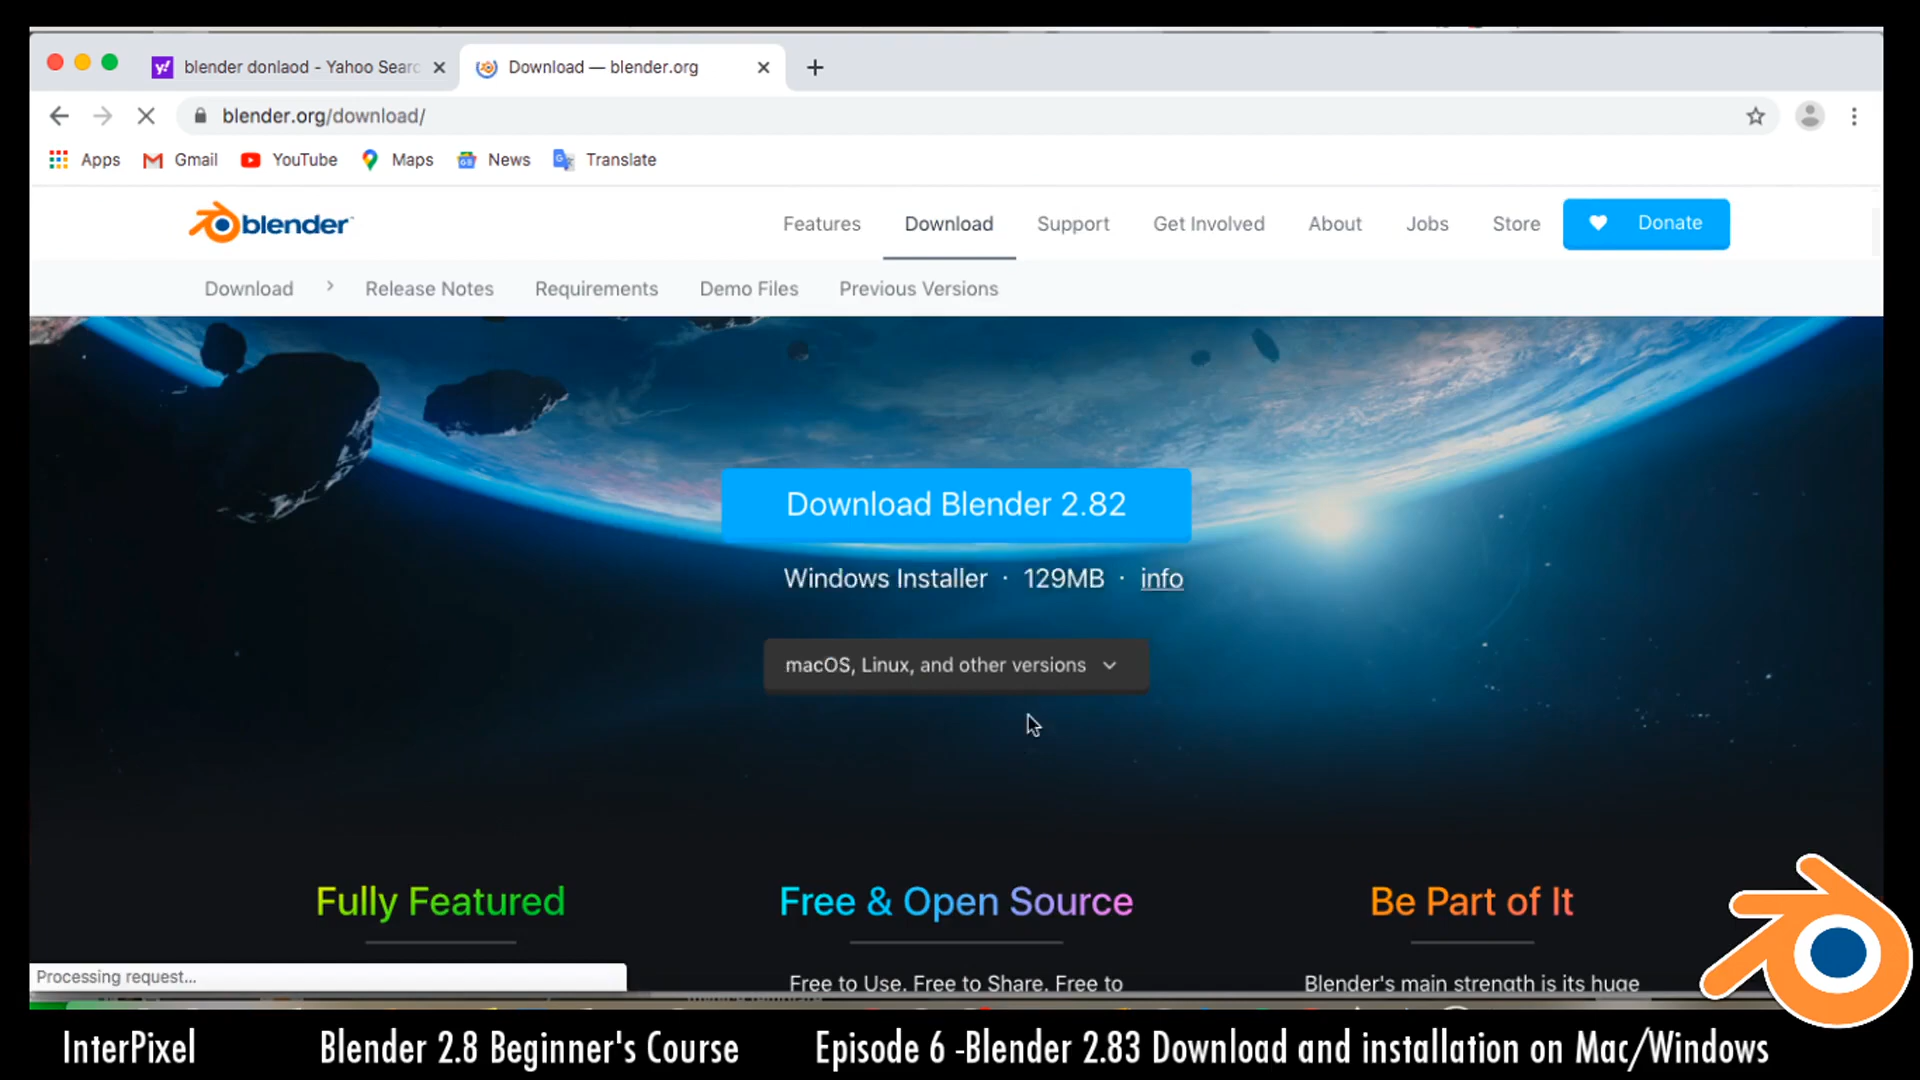 blender donlaod - Yahoo Searc
Download — blender.org
blender.org/download/
Apps Gmail YouTube Maps News Translate
blender
Features Download Support Get Involved About Jobs Store Donate
Download Release Notes Requirements Demo Files Previous Versions
Download Blender 2.82
Windows Installer · 129MB · info
macOS, Linux, and other versions
Fully Featured
Free & Open Source
Be Part of It
Processing request...
Free to Use. Free to Share. Free to
Blender's main strength is its huge
InterPixel Blender 2.8 Beginner's Course Episode 6 -Blender 2.83 Download and installation on Mac/Windows